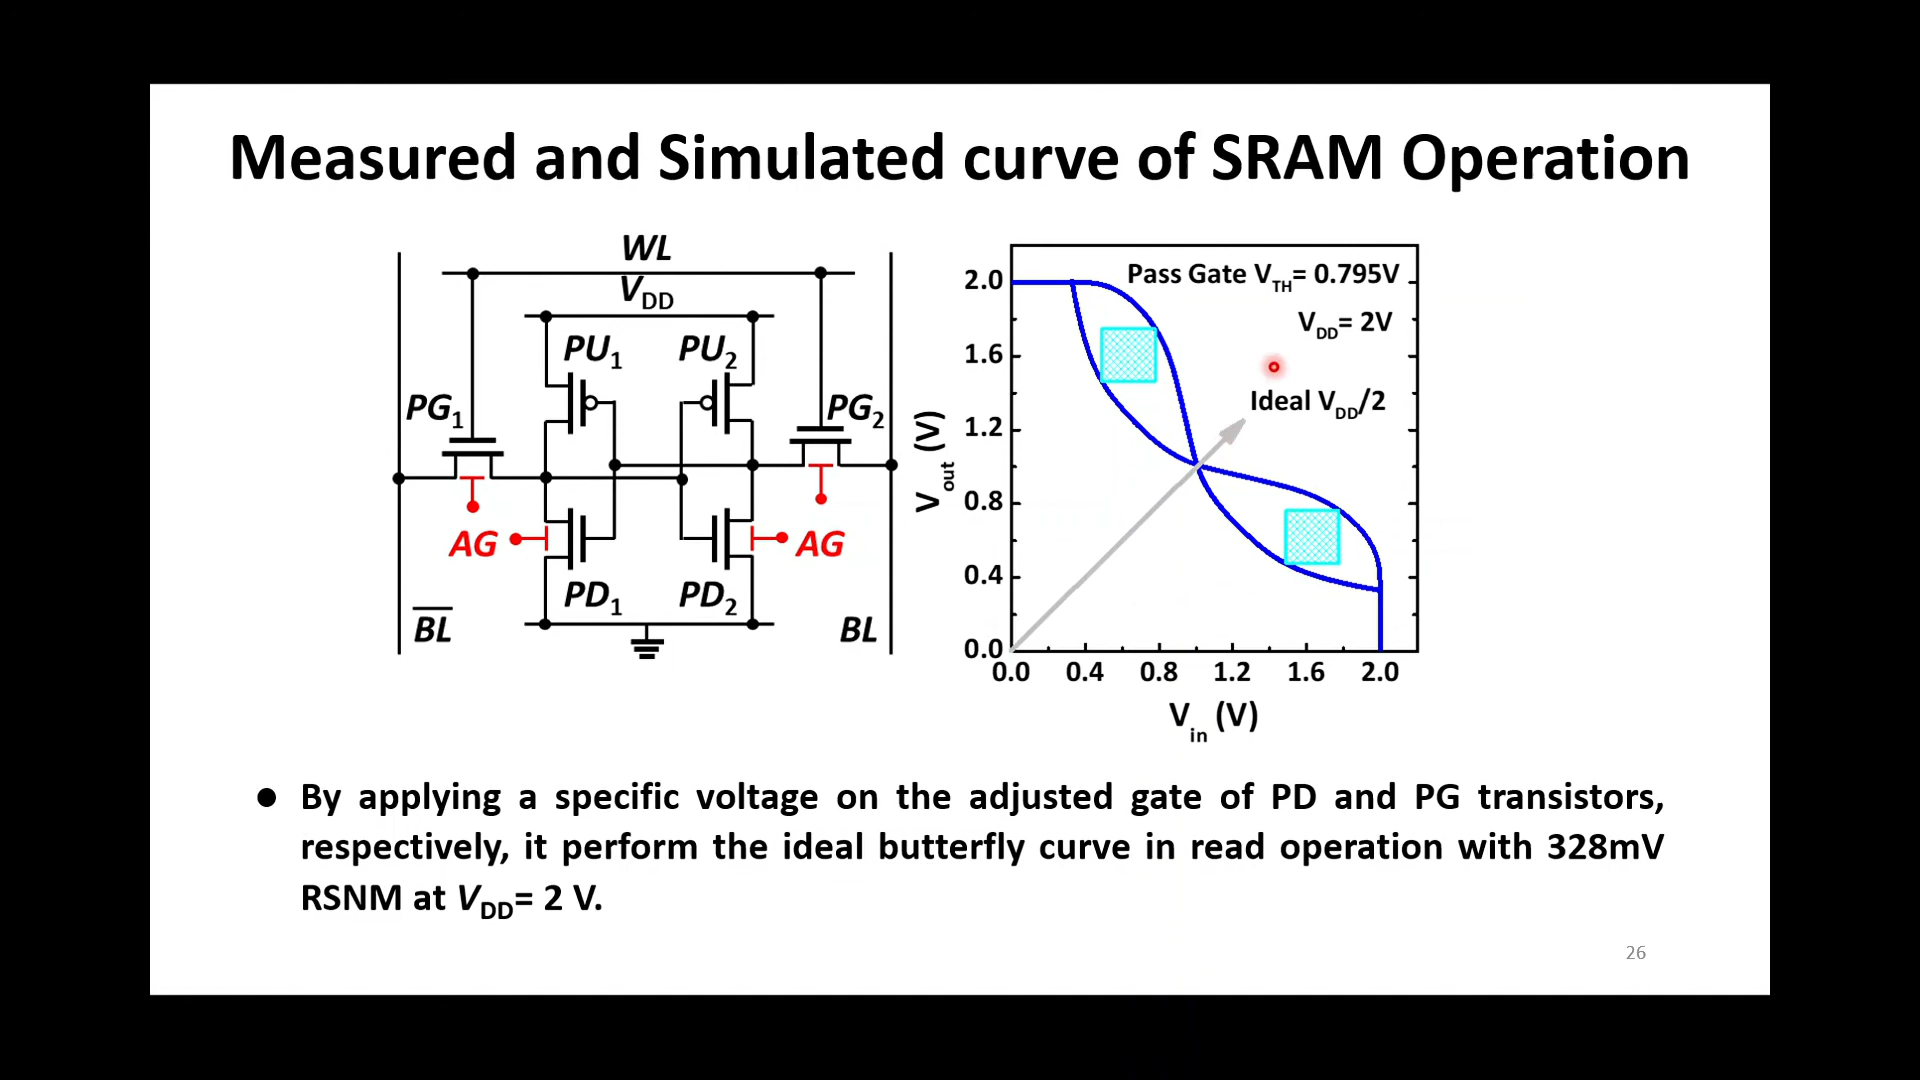 Measured and Simulated curve of SRAM Operation
WL
VDD
PU1 PU2
PG1 PG2
AG AG
PD1 PD2
BL BL
Pass Gate VTH= 0.795V
VDD= 2V
Ideal VDD/2
2.0
1.6
1.2
0.8
0.4
0.0
Vout (V)
0.0 0.4 0.8 1.2 1.6 2.0
Vin (V)
● By applying a specific voltage on the adjusted gate of PD and PG transistors,
respectively, it perform the ideal butterfly curve in read operation with 328mV
RSNM at VDD= 2 V.
26